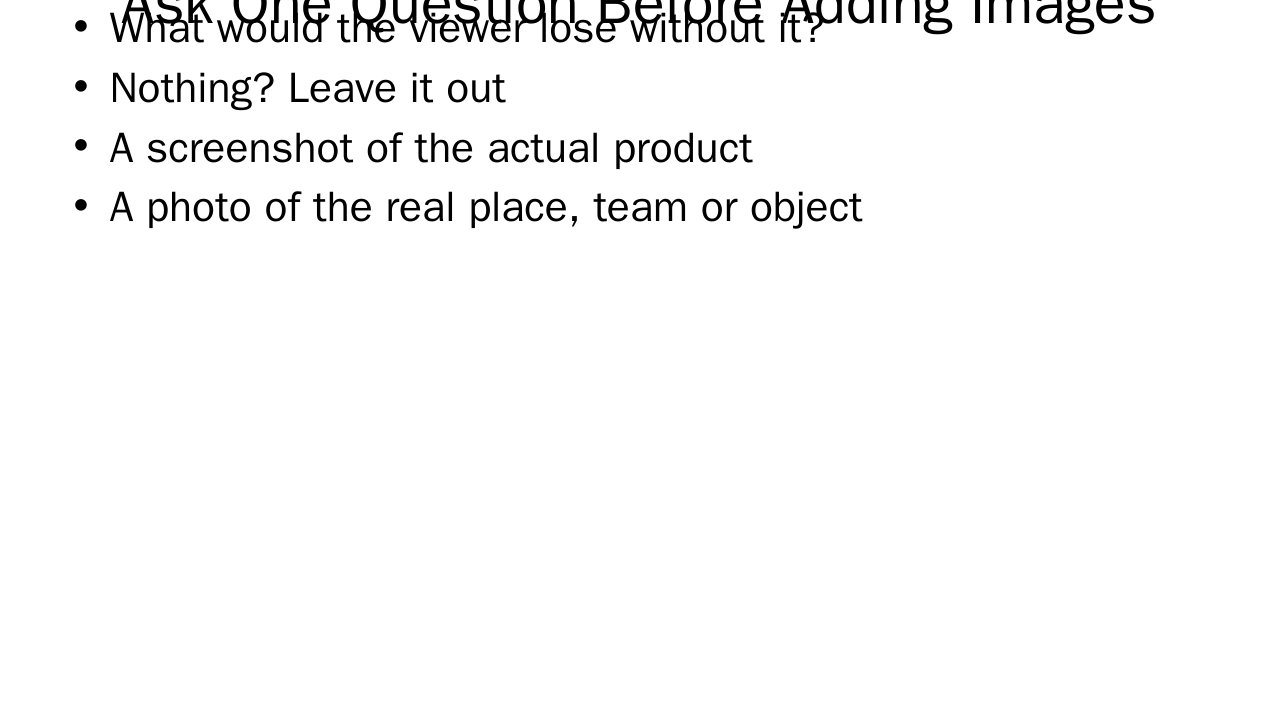 Ask One Question Before Adding Images
• What would the viewer lose without it?
• Nothing? Leave it out
• A screenshot of the actual product
• A photo of the real place, team or object